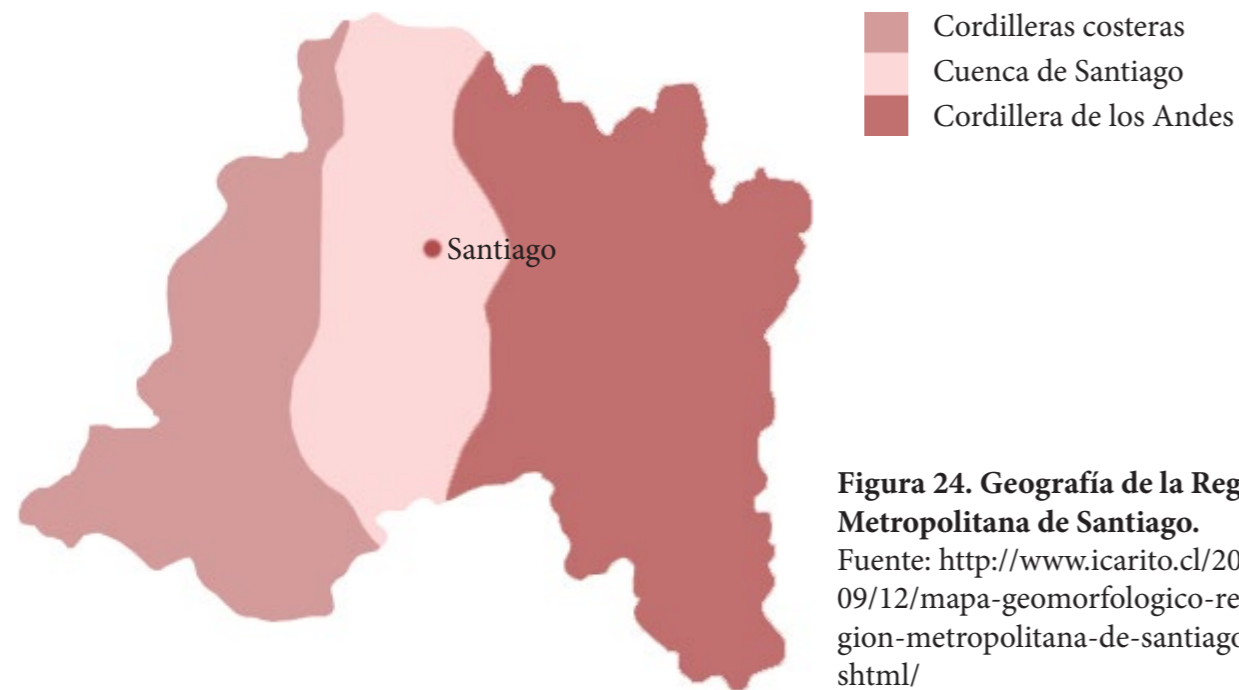 Cordilleras costeras
Cuenca de Santiago
Cordillera de los Andes
Santiago
Figura 24. Geografía de la Reg
Metropolitana de Santiago.
Fuente: http://www.icarito.cl/20
09/12/mapa-geomorfologico-re
gion-metropolitana-de-santiago
shtml/